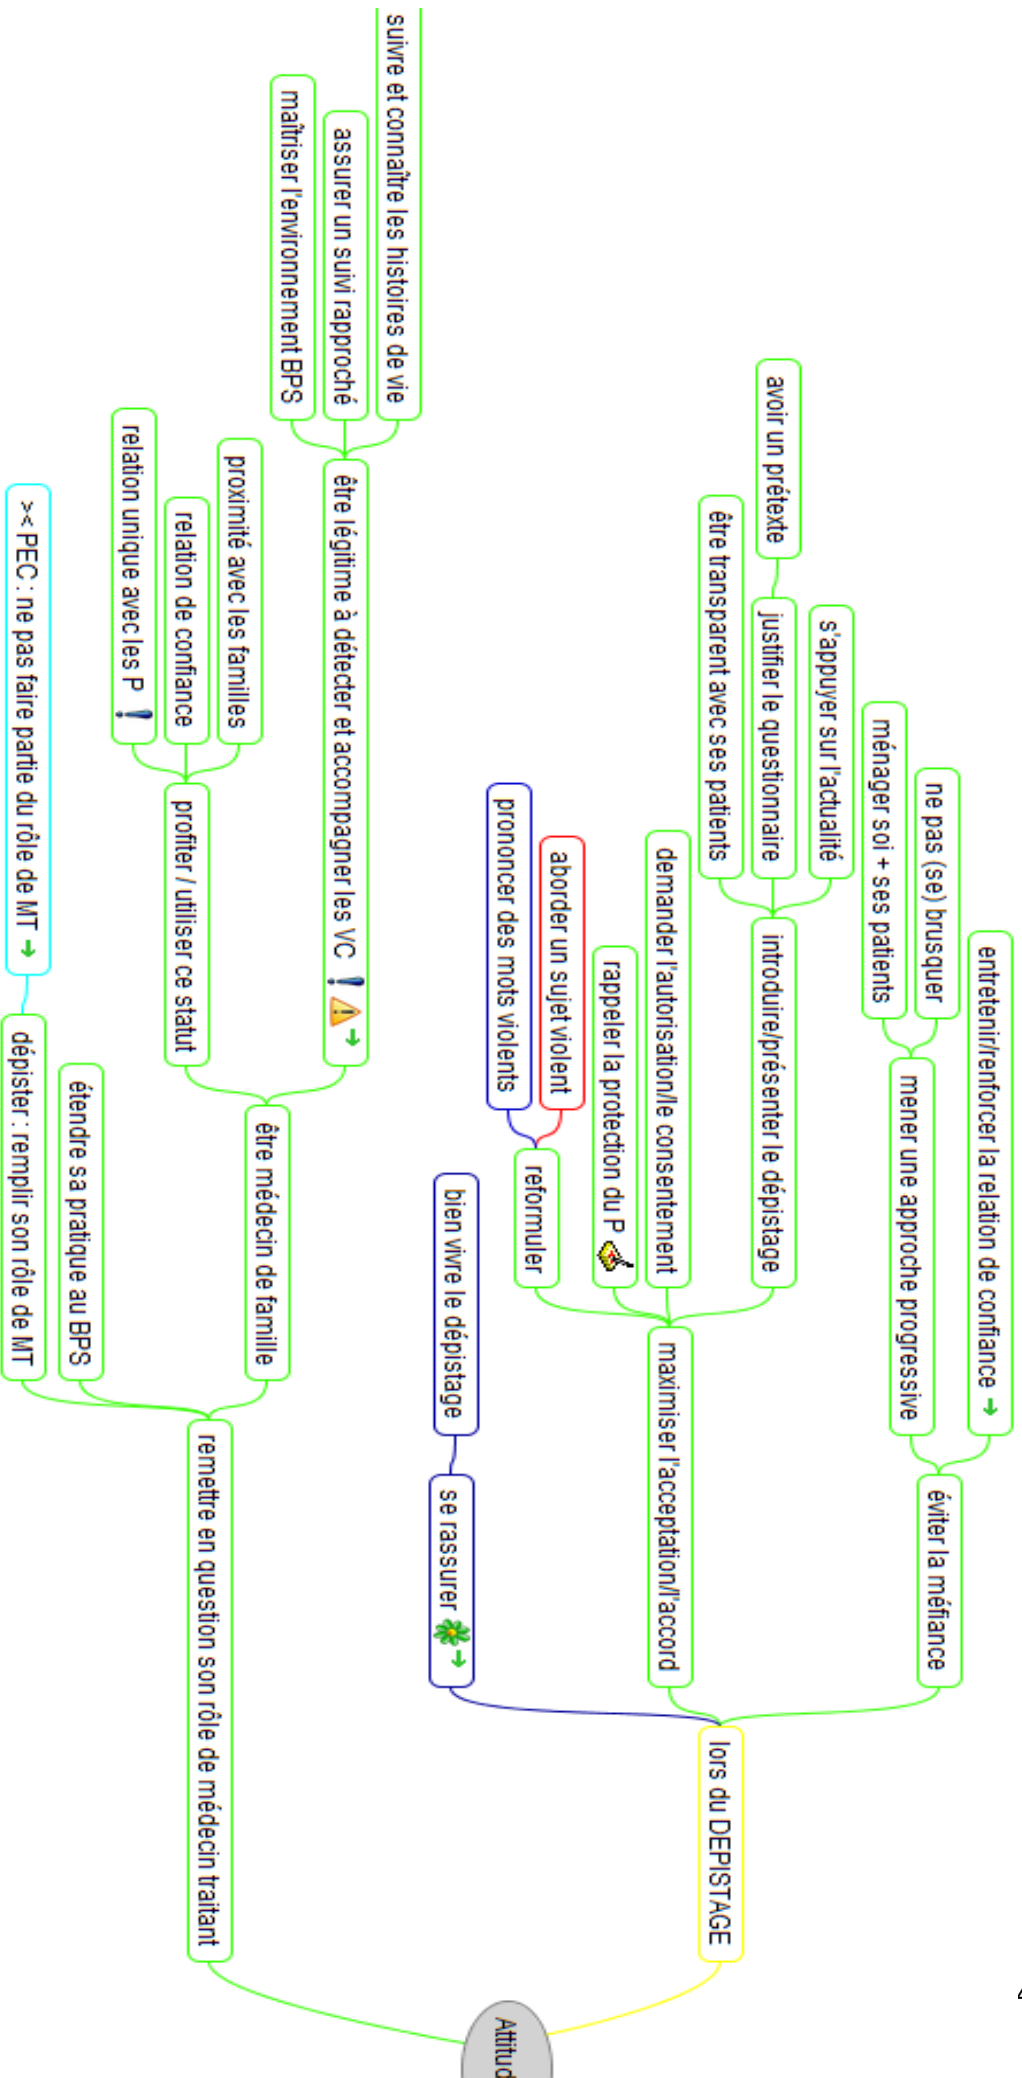 entretenir/renforcer la relation de confiance
ne pas (se) brusquer
ménager soi + ses patients
mener une approche progressive
éviter la méfiance
s'appuyer sur l'actualité
avoir un prétexte
justifier le questionnaire
être transparent avec ses patients
introduire/présenter le dépistage
demander l'autorisation/le consentement
rappeler la protection du P
aborder un sujet violent
prononcer des mots violents
reformuler
maximiser l'acceptation/l'accord
bien vivre le dépistage
se rassurer
lors du DEPISTAGE
suivre et connaître les histoires de vie
assurer un suivi rapproché
maîtriser l'environnement BPS
être légitime à détecter et accompagner les VC
proximité avec les familles
relation de confiance
relation unique avec les P
profiter / utiliser ce statut
être médecin de famille
étendre sa pratique au BPS
>< PEC : ne pas faire partie du rôle de MT
dépister : remplir son rôle de MT
remettre en question son rôle de médecin traitant
Attitud